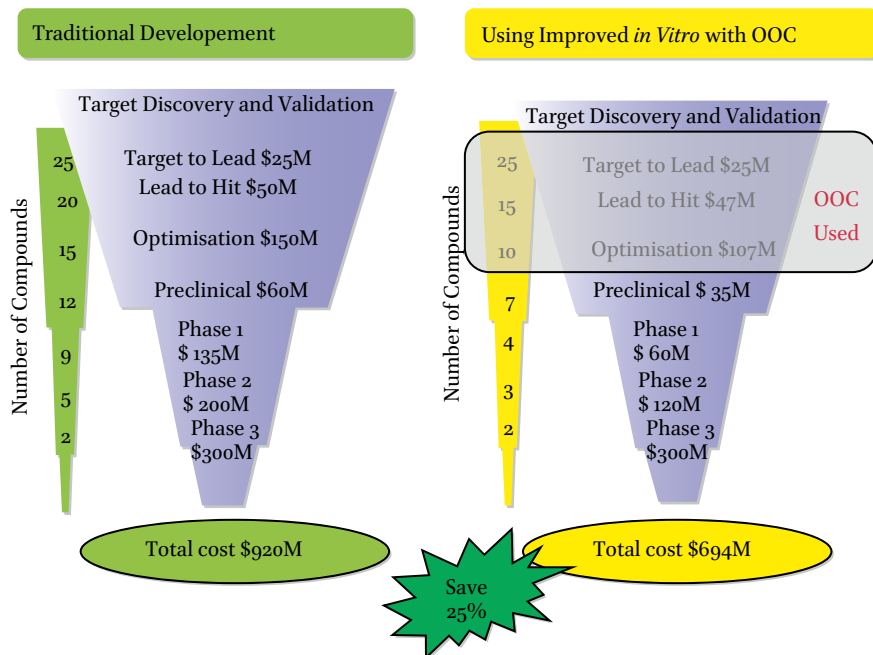 Traditional Developement
Target Discovery and Validation
Number of Compounds
25
Target to Lead $25M
20
Lead to Hit $50M
15
Optimisation $150M
12
Preclinical $60M
9
Phase 1
$ 135M
5
Phase 2
$ 200M
2
Phase 3
$300M
Total cost $920M
Using Improved in Vitro with OOC
Target Discovery and Validation
Number of Compounds
25
Target to Lead $25M
15
Lead to Hit $47M
OOC
Used
10
Optimisation $107M
7
Preclinical $ 35M
4
Phase 1
$ 60M
3
Phase 2
$ 120M
2
Phase 3
$300M
Total cost $694M
Save
25%